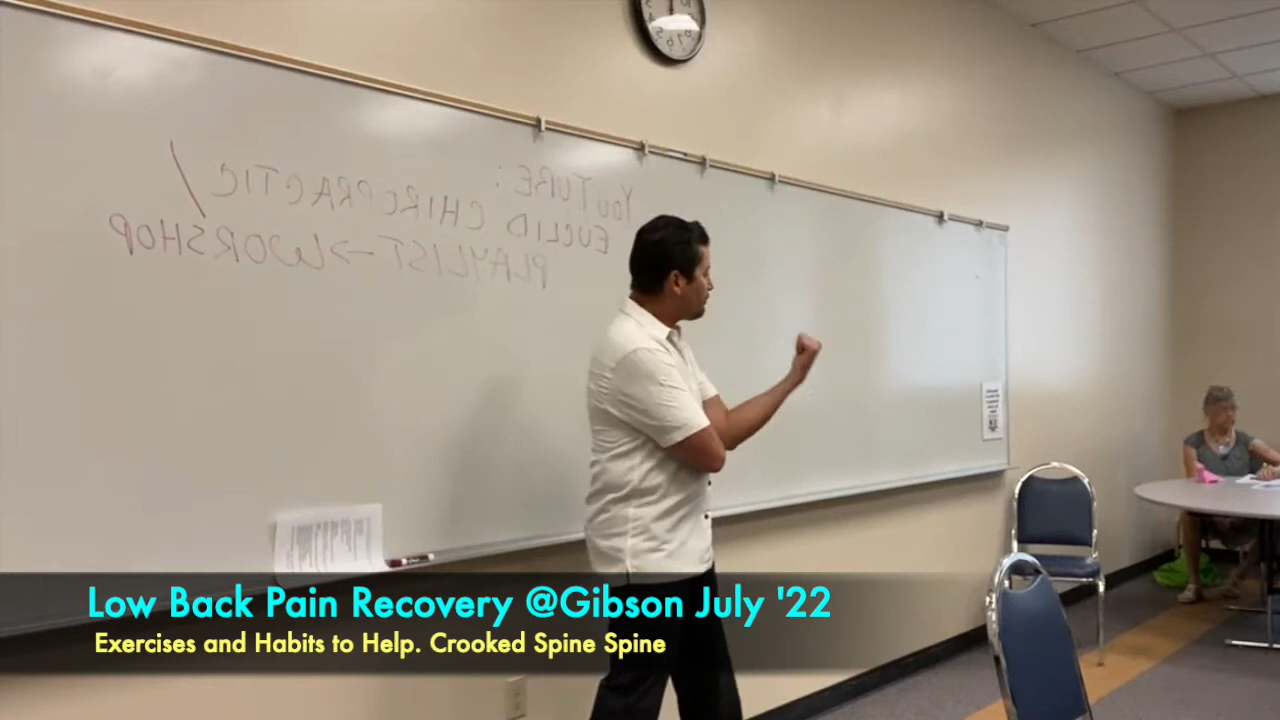 YOUTUBE:
EUCLID CHIROPRACTIC/
PLAYLIST->WORSHOP
Low Back Pain Recovery @Gibson July '22
Exercises and Habits to Help. Crooked Spine Spine